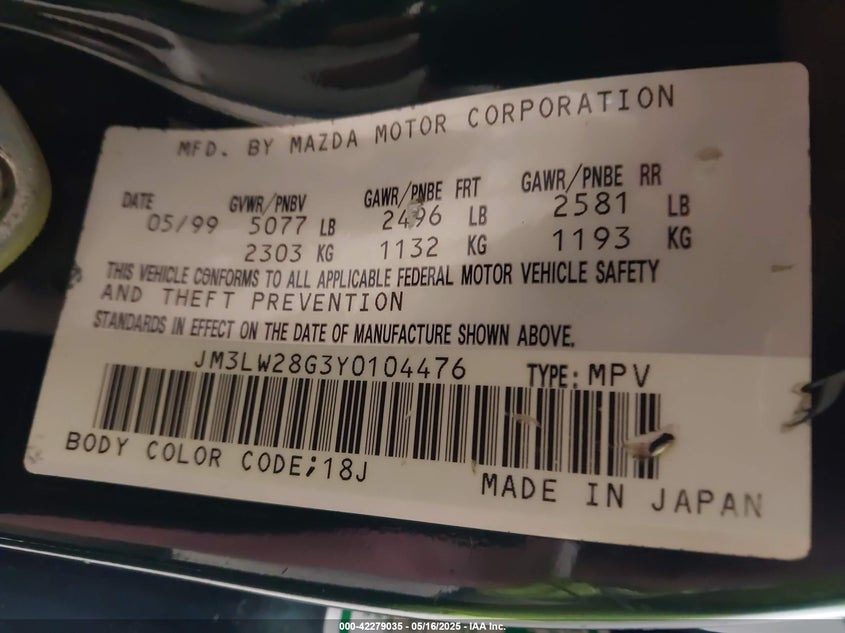 MFD. BY MAZDA MOTOR CORPORATION
DATE GVWR/PNBV GAWR/PNBE FRT GAWR/PNBE RR
05/99 5077 LB 2496 LB 2581 LB
2303 KG 1132 KG 1193 KG
THIS VEHICLE CONFORMS TO ALL APPLICABLE FEDERAL MOTOR VEHICLE SAFETY
AND THEFT PREVENTION
STANDARDS IN EFFECT ON THE DATE OF MANUFACTURE SHOWN ABOVE.
JM3LW28G3Y0104476 TYPE: MPV
BODY COLOR CODE;18J
MADE IN JAPAN
000-42279035 - 05/16/2025 - IAA Inc.